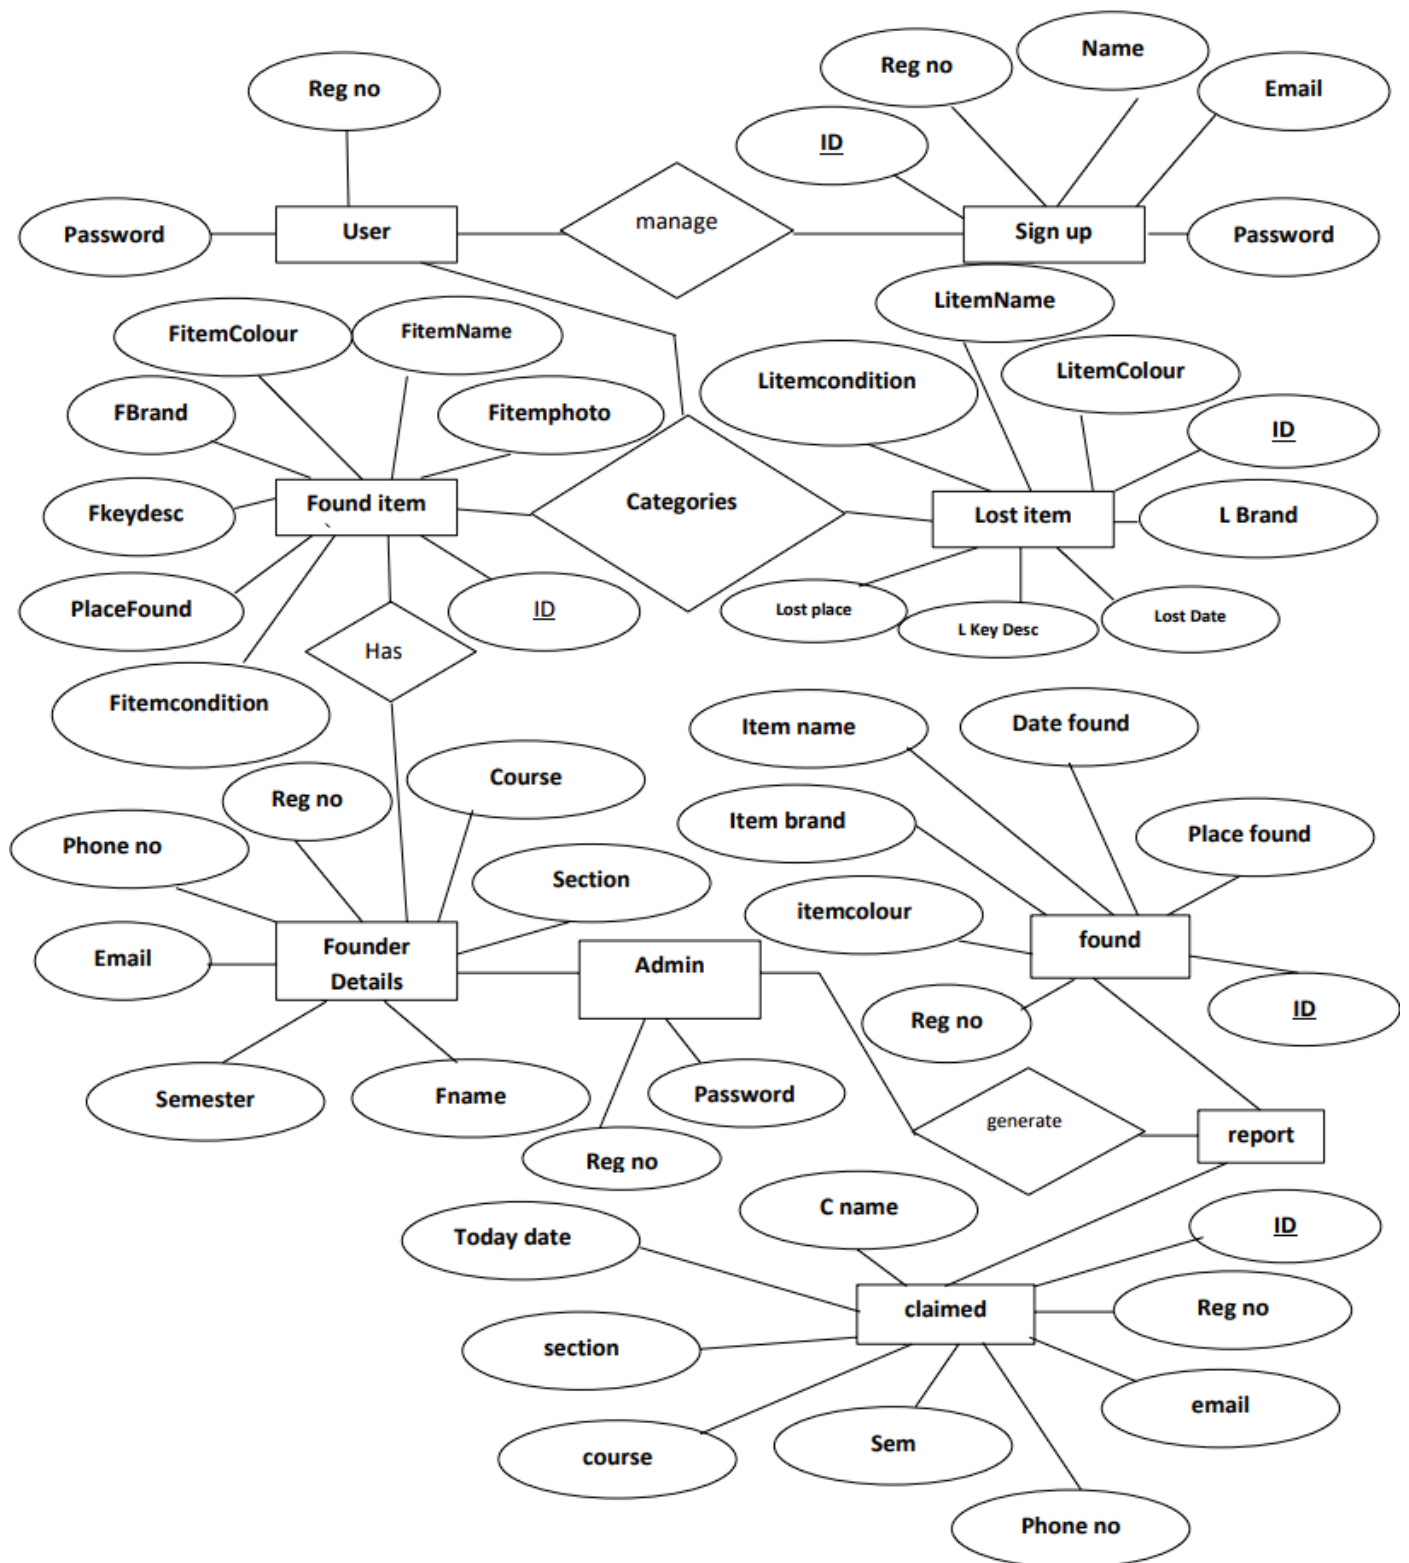 Name
Reg no
Email
Reg no
ID
manage
User
Sign up
Password
Password
LitemName
FitemColour
FitemName
LitemColour
Litemcondition
FBrand
Fitemphoto
ID
Categories
Found item
Lost item
L Brand
Fkeydesc
PlaceFound
ID
Lost place
Lost Date
L Key Desc
Has
Fitemcondition
Item name
Date found
Course
Reg no
Item brand
Place found
Phone no
Section
itemcolour
found
Founder
Details
Email
Admin
ID
Reg no
Password
Semester
Fname
generate
report
Reg no
C name
ID
Today date
claimed
Reg no
section
email
Sem
course
Phone no